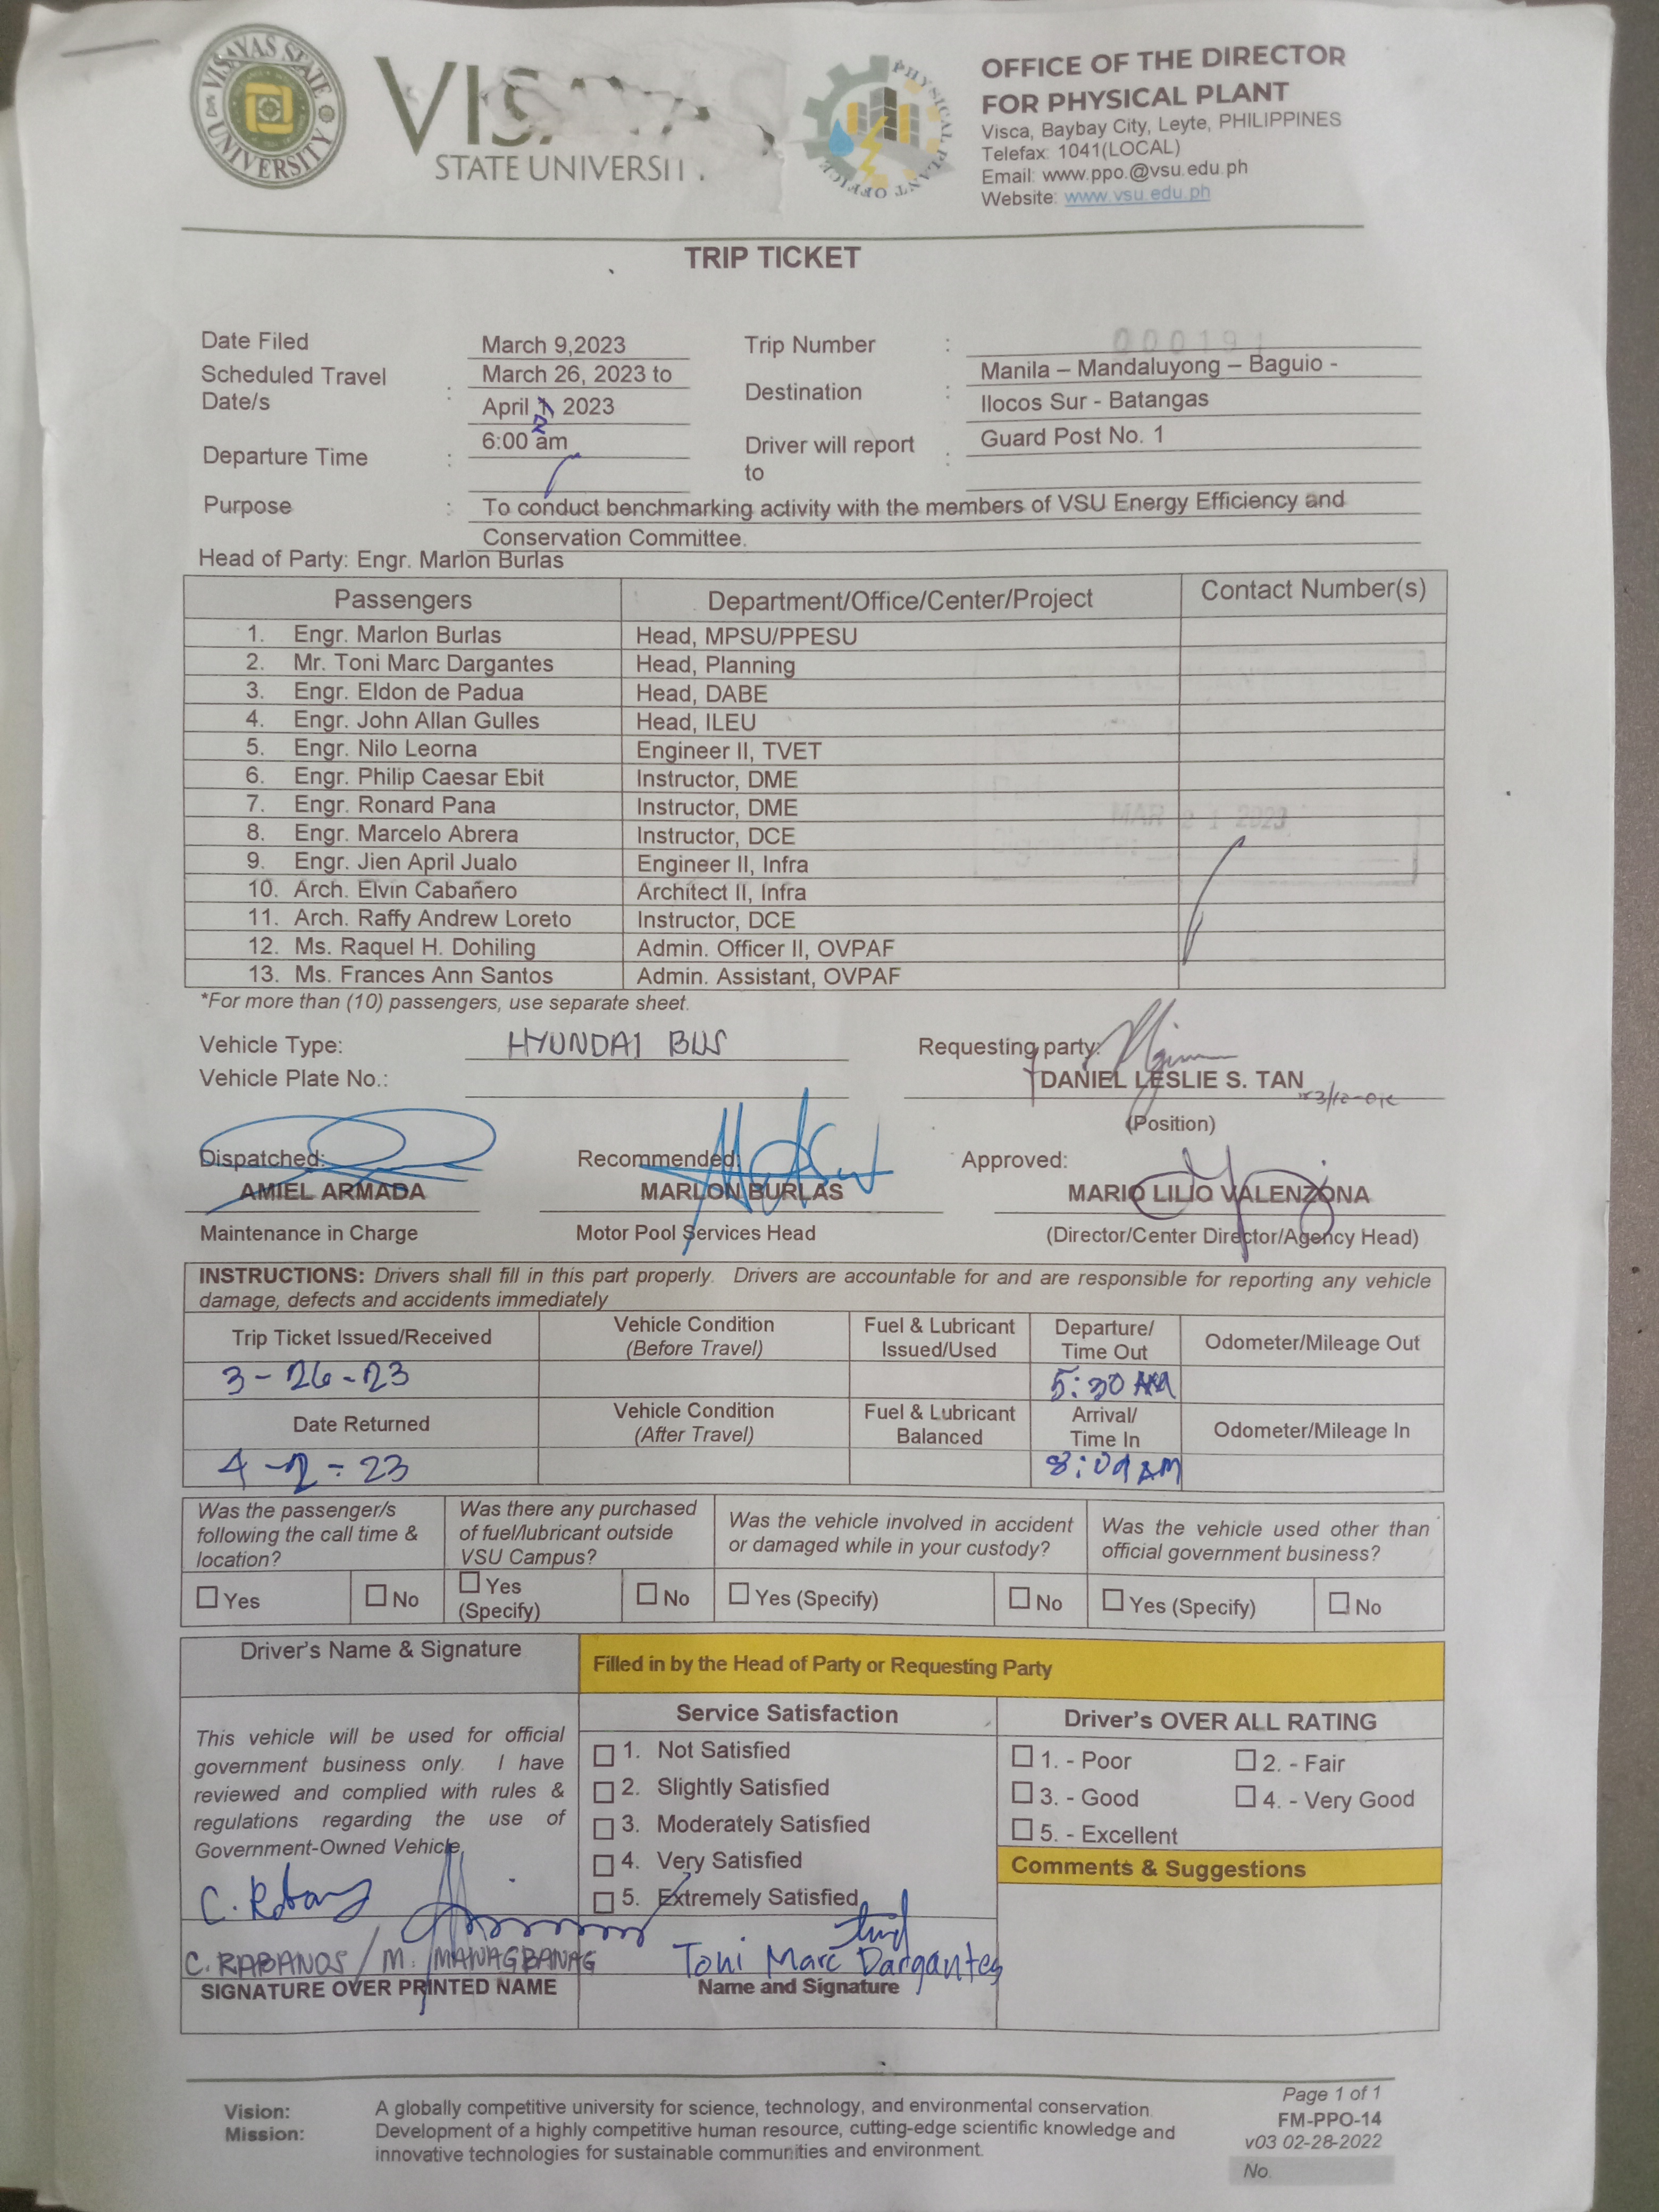 VISAYAS STATE UNIVERSITY
VIS
STATE UNIVERSIT
PHYSICAL PLANT OFFICE
OFFICE OF THE DIRECTOR
FOR PHYSICAL PLANT
Visca, Baybay City, Leyte, PHILIPPINES
Telefax: 1041(LOCAL)
Email: www.ppo.@vsu.edu.ph
Website: www.vsu.edu.ph
TRIP TICKET
Date Filed March 9,2023 Trip Number : 000191
Scheduled Travel Date/s : March 26, 2023 to April 1 2 2023
Destination : Manila – Mandaluyong – Baguio - Ilocos Sur - Batangas
Departure Time : 6:00 am
Driver will report to : Guard Post No. 1
Purpose : To conduct benchmarking activity with the members of VSU Energy Efficiency and
Conservation Committee.
Head of Party: Engr. Marlon Burlas
Passengers Department/Office/Center/Project Contact Number(s)
1. Engr. Marlon Burlas Head, MPSU/PPESU
2. Mr. Toni Marc Dargantes Head, Planning
3. Engr. Eldon de Padua Head, DABE
4. Engr. John Allan Gulles Head, ILEU
5. Engr. Nilo Leorna Engineer II, TVET
6. Engr. Philip Caesar Ebit Instructor, DME
7. Engr. Ronard Pana Instructor, DME
8. Engr. Marcelo Abrera Instructor, DCE
MAR 21 2023
9. Engr. Jien April Jualo Engineer II, Infra
10. Arch. Elvin Cabañero Architect II, Infra
11. Arch. Raffy Andrew Loreto Instructor, DCE
12. Ms. Raquel H. Dohiling Admin. Officer II, OVPAF
13. Ms. Frances Ann Santos Admin. Assistant, OVPAF
*For more than (10) passengers, use separate sheet.
Vehicle Type: HYUNDAI BUS Requesting party:
Vehicle Plate No.: DANIEL LESLIE S. TAN
(Position)
Dispatched: Recommended: Approved:
AMIEL ARMADA MARLON BURLAS MARIO LILIO VALENZONA
Maintenance in Charge Motor Pool Services Head (Director/Center Director/Agency Head)
INSTRUCTIONS: Drivers shall fill in this part properly. Drivers are accountable for and are responsible for reporting any vehicle
damage, defects and accidents immediately
Trip Ticket Issued/Received Vehicle Condition (Before Travel) Fuel & Lubricant Issued/Used Departure/ Time Out Odometer/Mileage Out
3-26-23 5:30 AM
Date Returned Vehicle Condition (After Travel) Fuel & Lubricant Balanced Arrival/ Time In Odometer/Mileage In
4-2-23 8:09 AM
Was the passenger/s following the call time & location?
Was there any purchased of fuel/lubricant outside VSU Campus?
Was the vehicle involved in accident or damaged while in your custody?
Was the vehicle used other than official government business?
Yes No Yes (Specify) No Yes (Specify) No Yes (Specify) No
Driver's Name & Signature
Filled in by the Head of Party or Requesting Party
This vehicle will be used for official
government business only. I have
reviewed and complied with rules &
regulations regarding the use of
Government-Owned Vehicle.
Service Satisfaction
1. Not Satisfied
2. Slightly Satisfied
3. Moderately Satisfied
4. Very Satisfied
5. Extremely Satisfied
Driver's OVER ALL RATING
1. - Poor 2. - Fair
3. - Good 4. - Very Good
5. - Excellent
Comments & Suggestions
C. RABANOS / M. MANAGBANAG
SIGNATURE OVER PRINTED NAME
Toni Marc Dargantes
Name and Signature
Vision: A globally competitive university for science, technology, and environmental conservation.
Mission: Development of a highly competitive human resource, cutting-edge scientific knowledge and
innovative technologies for sustainable communities and environment.
Page 1 of 1
FM-PPO-14
v03 02-28-2022
No.